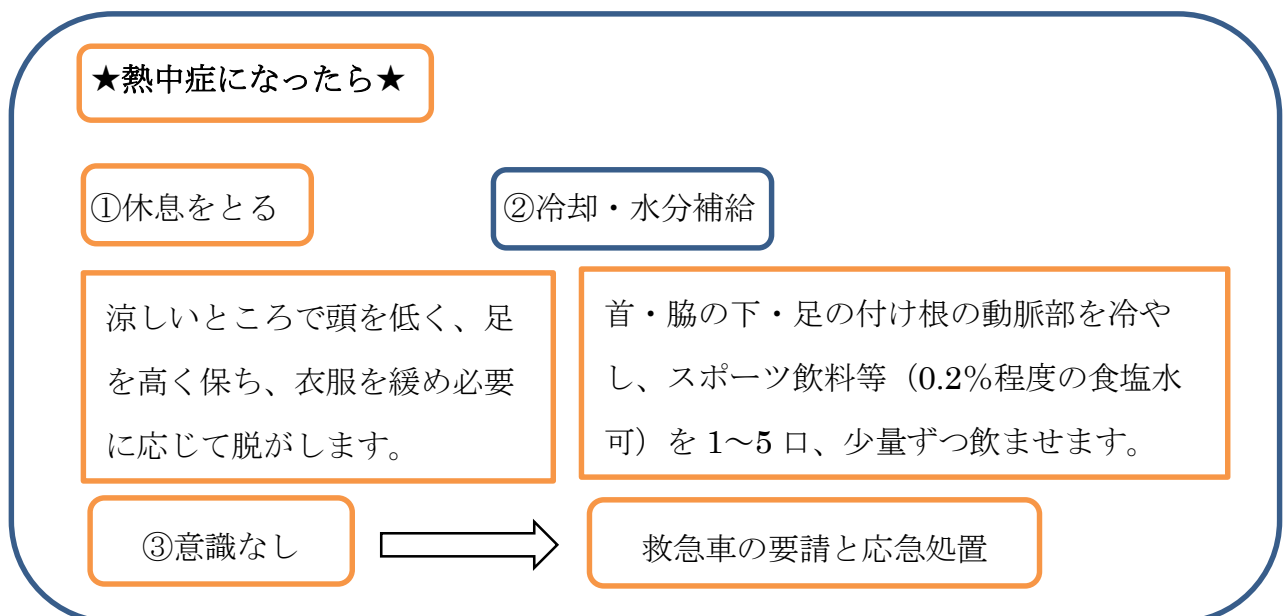 ★熱中症になったら★
①休息をとる
②冷却・水分補給
涼しいところで頭を低く、足
を高く保ち、衣服を緩め必要
に応じて脱がします。
首・脇の下・足の付け根の動脈部を冷や
し、スポーツ飲料等（0.2％程度の食塩水
可）を 1～5 口、少量ずつ飲ませます。
③意識なし
救急車の要請と応急処置